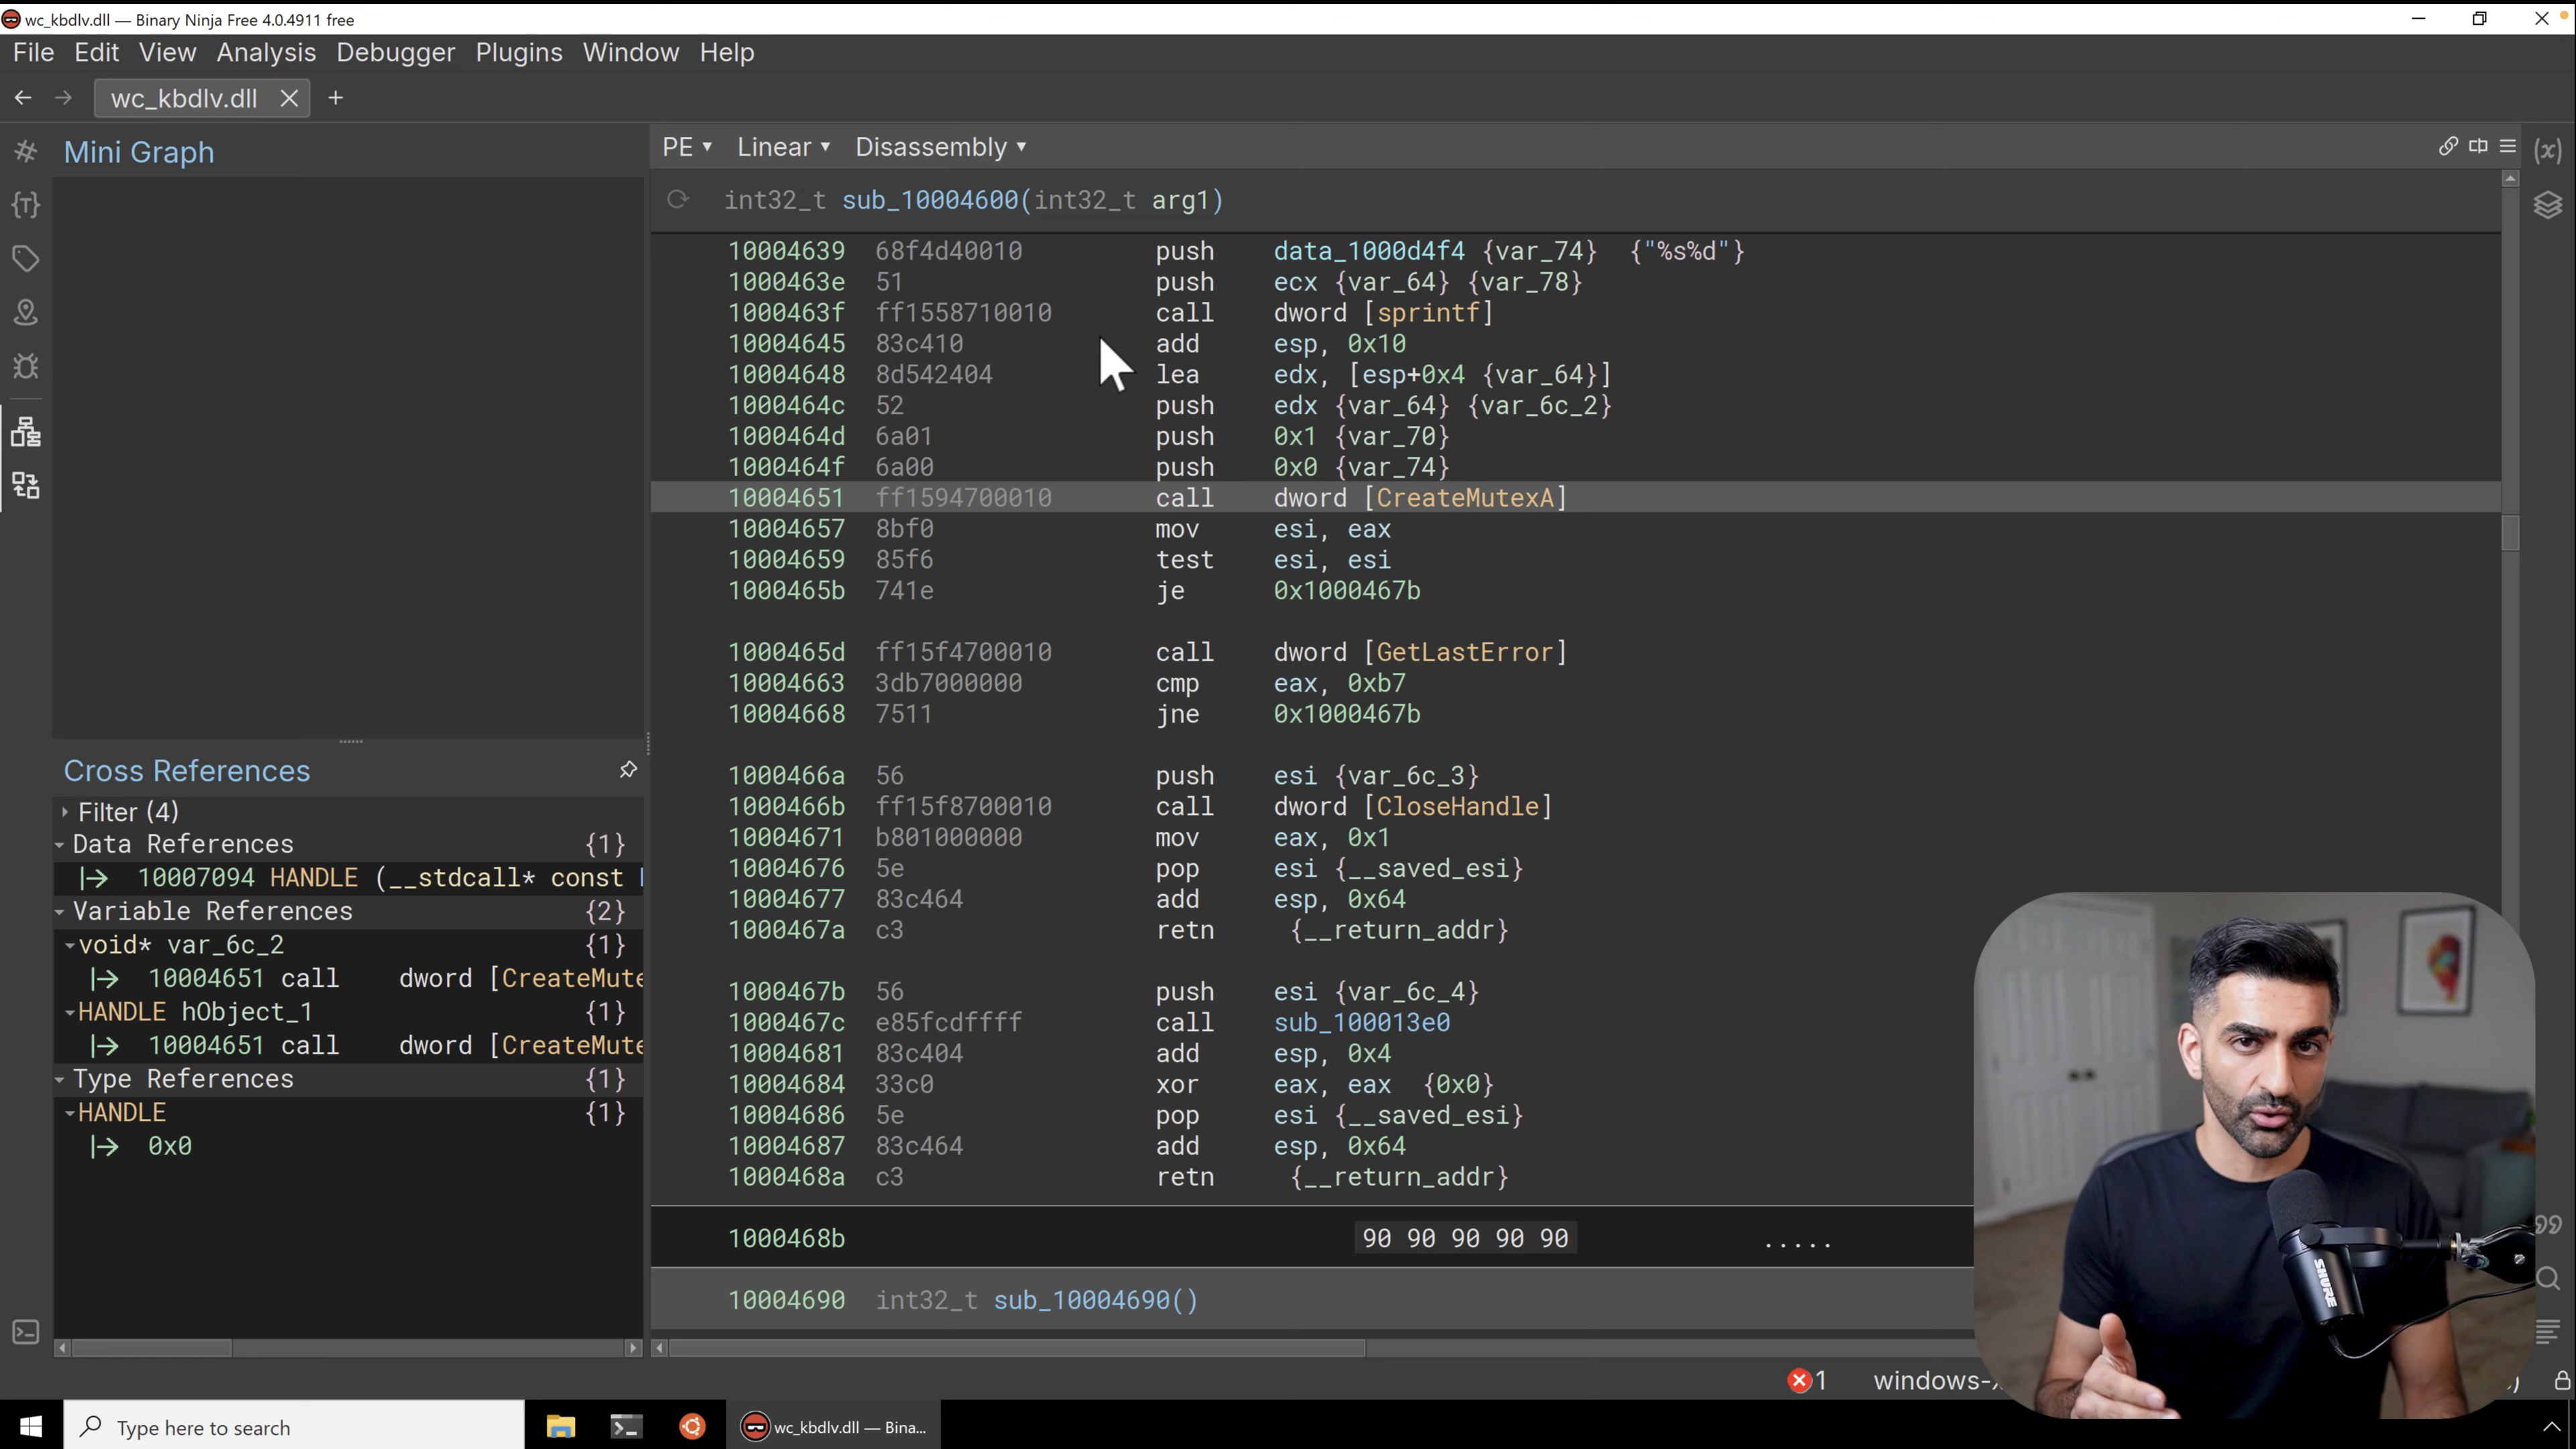 wc_kbdlv.dll — Binary Ninja Free 4.0.4911 free
File Edit View Analysis Debugger Plugins Window Help
wc_kbdlv.dll
Mini Graph
PE Linear Disassembly
int32_t sub_10004600(int32_t arg1)
10004639 68f4d40010 push data_1000d4f4 {var_74} {"%s%d"}
1000463e 51 push ecx {var_64} {var_78}
1000463f ff1558710010 call dword [sprintf]
10004645 83c410 add esp, 0x10
10004648 8d542404 lea edx, [esp+0x4 {var_64}]
1000464c 52 push edx {var_64} {var_6c_2}
1000464d 6a01 push 0x1 {var_70}
1000464f 6a00 push 0x0 {var_74}
10004651 ff1594700010 call dword [CreateMutexA]
10004657 8bf0 mov esi, eax
10004659 85f6 test esi, esi
1000465b 741e je 0x1000467b
1000465d ff15f4700010 call dword [GetLastError]
10004663 3db7000000 cmp eax, 0xb7
10004668 7511 jne 0x1000467b
1000466a 56 push esi {var_6c_3}
1000466b ff15f8700010 call dword [CloseHandle]
10004671 b801000000 mov eax, 0x1
10004676 5e pop esi {__saved_esi}
10004677 83c464 add esp, 0x64
1000467a c3 retn {__return_addr}
1000467b 56 push esi {var_6c_4}
1000467c e85fcdffff call sub_100013e0
10004681 83c404 add esp, 0x4
10004684 33c0 xor eax, eax {0x0}
10004686 5e pop esi {__saved_esi}
10004687 83c464 add esp, 0x64
1000468a c3 retn {__return_addr}
1000468b 90 90 90 90 90 .....
10004690 int32_t sub_10004690()
Cross References
Filter (4)
Data References {1}
10007094 HANDLE (__stdcall* const
Variable References {2}
void* var_6c_2 {1}
10004651 call dword [CreateMute
HANDLE hObject_1 {1}
10004651 call dword [CreateMute
Type References {1}
HANDLE {1}
0x0
SHURE
1 windows-
Type here to search
wc_kbdlv.dll — Bina...